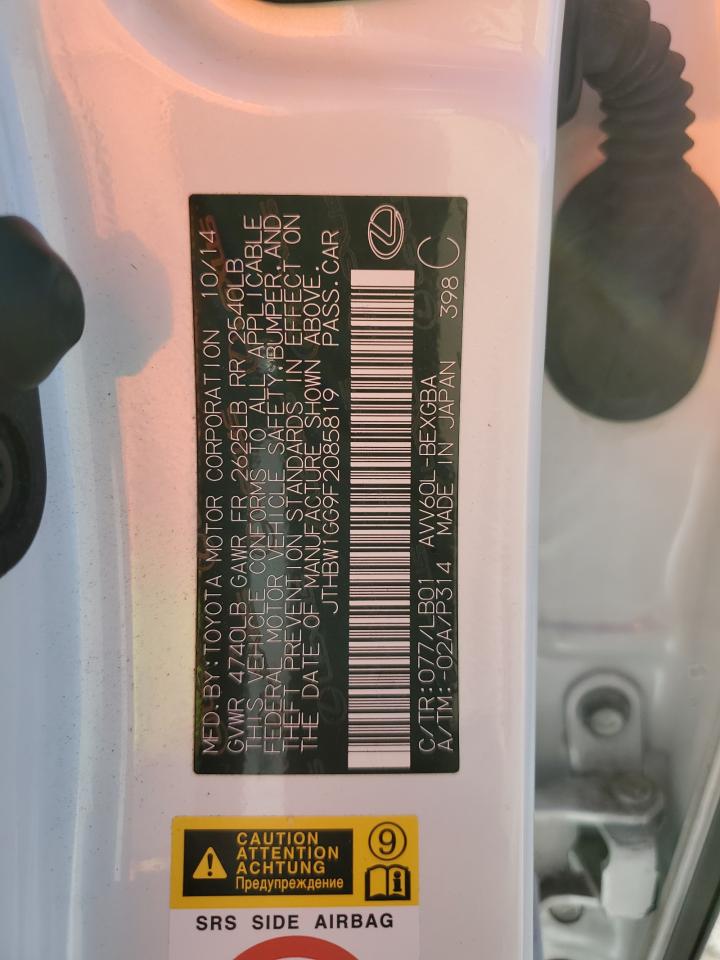 MFD.BY:TOYOTA MOTOR CORPORATION 10/14
GVWR 4740LB GAWR FR 2625LB RR 2540LB
THIS VEHICLE CONFORMS TO ALL APPLICABLE
FEDERAL MOTOR VEHICLE SAFETY,BUMPER,AND
THEFT PREVENTION STANDARDS IN EFFECT ON
THE DATE OF MANUFACTURE SHOWN ABOVE.
JTHBW1GG9F2085819 PASS.CAR
C/TR:077/LB01 AVV60L-BEXGBA
A/TM:-02A/P314 MADE IN JAPAN 398 C
CAUTION
ATTENTION
ACHTUNG
Предупреждение
9
SRS SIDE AIRBAG